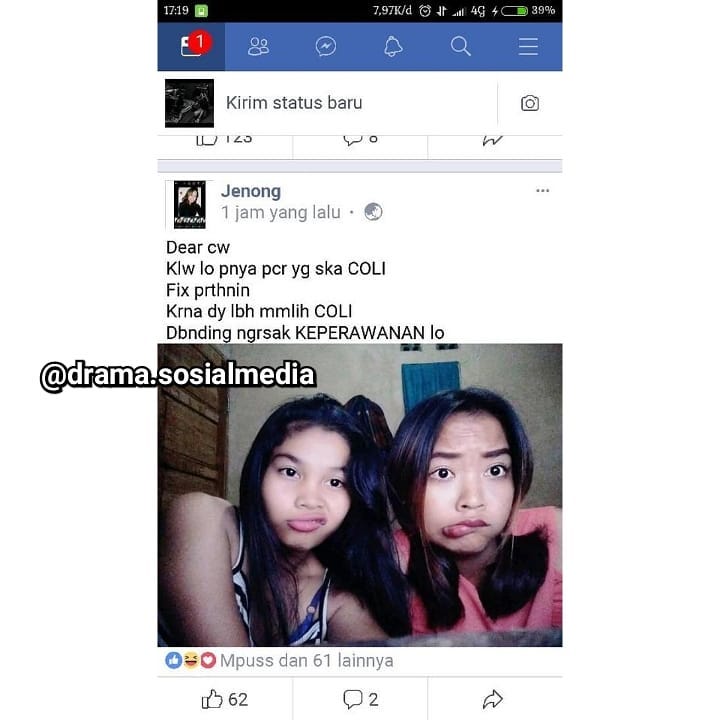 17:19
7,97K/d
4G
39%
1
Kirim status baru
123
8
Jenong
1 jam yang lalu
Dear cw
Klw lo pnya pcr yg ska COLI
Fix prthnin
Krna dy lbh mmlih COLI
Dbnding ngrsak KEPERAWANAN lo
@drama.sosialmedia
Mpuss dan 61 lainnya
62
2